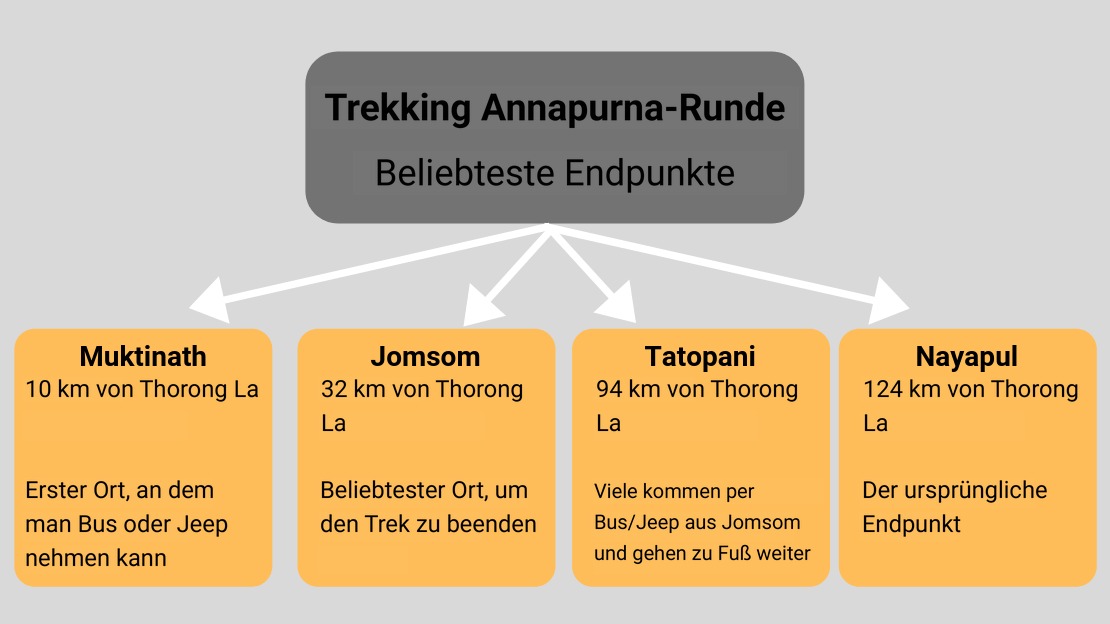 Trekking Annapurna-Runde
Beliebteste Endpunkte
Muktinath
10 km von Thorong La
Erster Ort, an dem
man Bus oder Jeep
nehmen kann
Jomsom
32 km von Thorong
La
Beliebtester Ort, um
den Trek zu beenden
Tatopani
94 km von Thorong
La
Viele kommen per
Bus/Jeep aus Jomsom
und gehen zu Fuß weiter
Nayapul
124 km von Thorong
La
Der ursprüngliche
Endpunkt